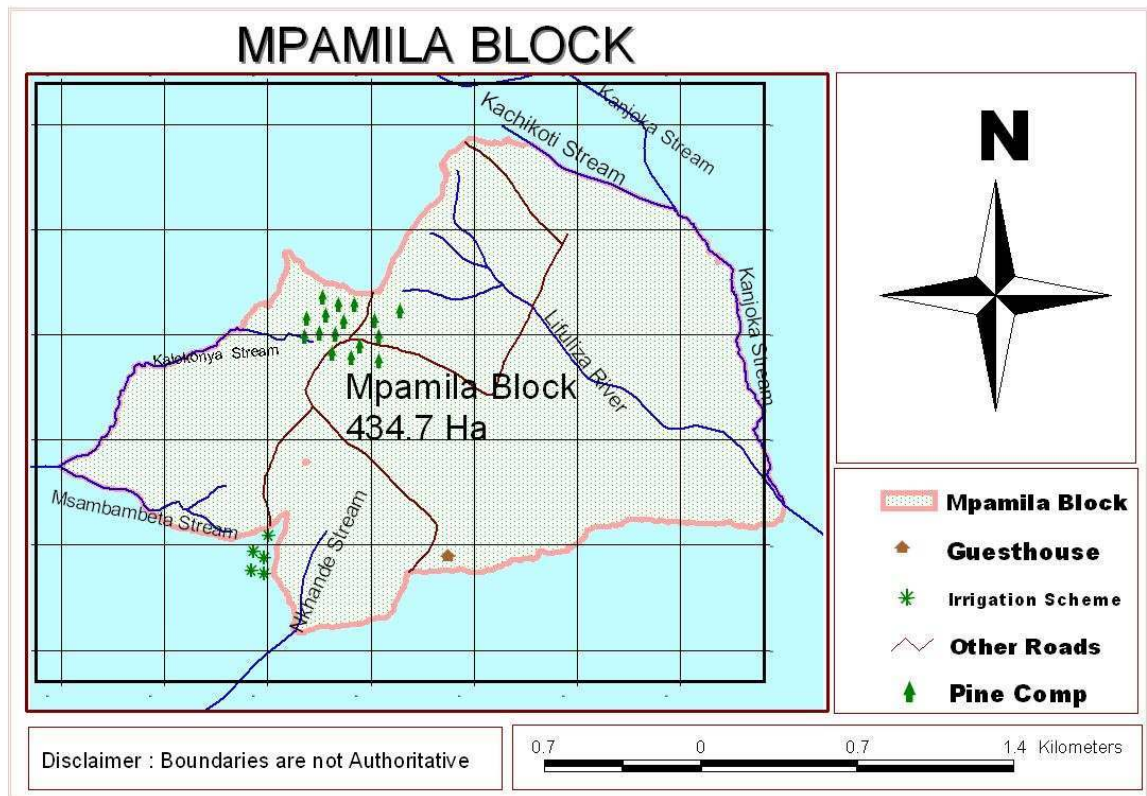 MPAMILA BLOCK
Kachikoti Stream
Kanjoka Stream
Kanjoka Stream
Lifuliza River
Kalokonya Stream
Mpamila Block
434.7 Ha
Msambambeta Stream
Nkhande Stream
N
Mpamila Block
Guesthouse
Irrigation Scheme
Other Roads
Pine Comp
Disclaimer : Boundaries are not Authoritative
0.7 0 0.7 1.4 Kilometers